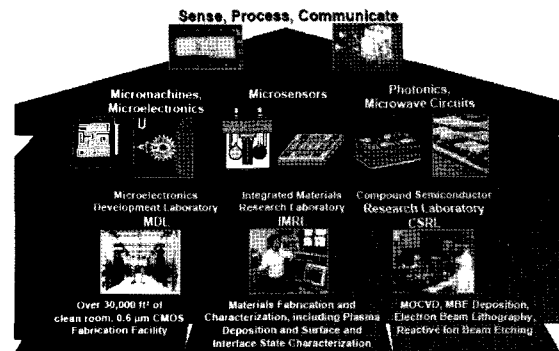 Sense, Process, Communicate
Micromachines,
Microelectronics
Microsensors
Photonics,
Microwave Circuits
Microelectronics
Development Laboratory
MDL
Integrated Materials
Research Laboratory
IMRL
Compound Semiconductor
Research Laboratory
CSRL
Over 30,000 ft² of
clean room, 0.6 µm CMOS
Fabrication Facility
Materials Fabrication and
Characterization, including Plasma
Deposition and Surface and
Interface State Characterization
MOCVD, MBE Deposition,
Electron Beam Lithography,
Reactive Ion Beam Etching